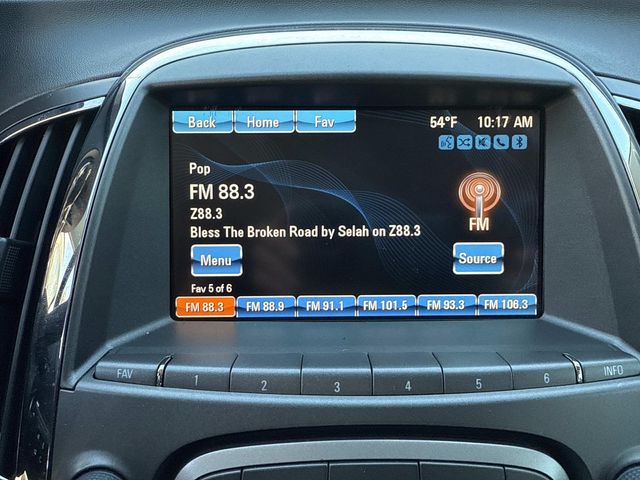 Back Home Fav 54°F 10:17 AM
Pop
FM 88.3
Z88.3
FM
Bless The Broken Road by Selah on Z88.3
Menu Source
Fav 5 of 6
FM 88.3 FM 88.9 FM 91.1 FM 101.5 FM 93.3 FM 106.3
FAV 1 2 3 4 5 6 INFO